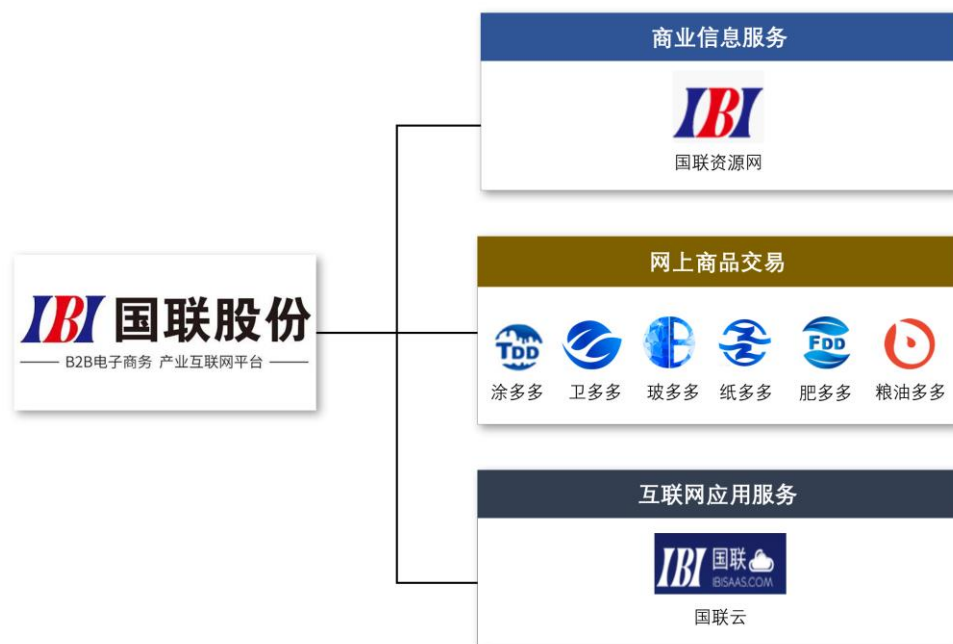 商业信息服务
IBI
国联资源网
网上商品交易
IBI 国联股份
B2B电子商务 产业互联网平台
TDD
FDD
涂多多 卫多多 玻多多 纸多多 肥多多 粮油多多
互联网应用服务
IBI 国联
IBISAAS.COM
国联云